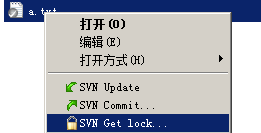 a.txt
打开(O)
编辑(E)
打开方式(H)
SVN Update
SVN Commit...
SVN Get lock...